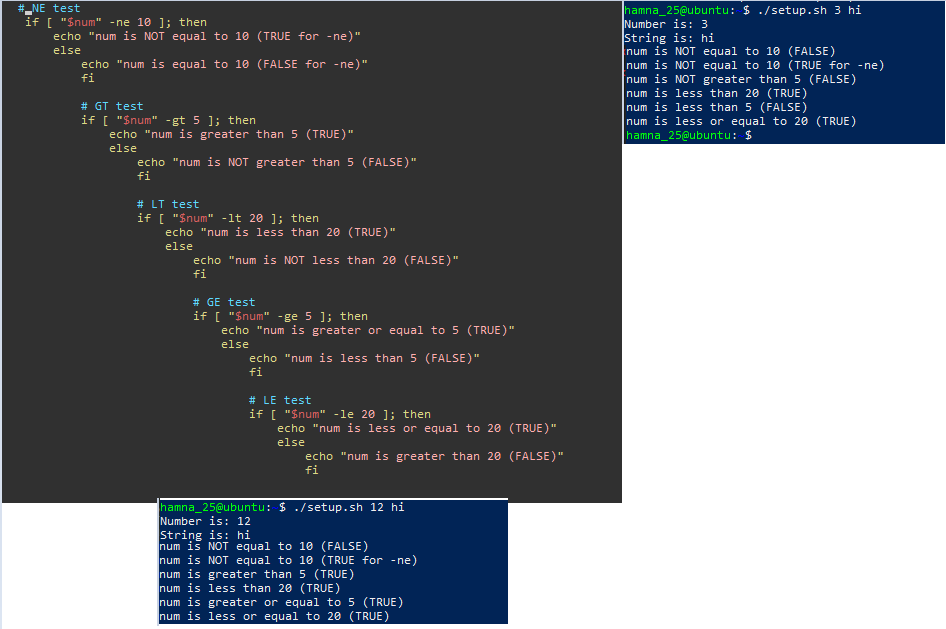 # NE test
if [ "$num" -ne 10 ]; then
echo "num is NOT equal to 10 (TRUE for -ne)"
else
echo "num is equal to 10 (FALSE for -ne)"
fi
# GT test
if [ "$num" -gt 5 ]; then
echo "num is greater than 5 (TRUE)"
else
echo "num is NOT greater than 5 (FALSE)"
fi
# LT test
if [ "$num" -lt 20 ]; then
echo "num is less than 20 (TRUE)"
else
echo "num is NOT less than 20 (FALSE)"
fi
# GE test
if [ "$num" -ge 5 ]; then
echo "num is greater or equal to 5 (TRUE)"
else
echo "num is less than 5 (FALSE)"
fi
# LE test
if [ "$num" -le 20 ]; then
echo "num is less or equal to 20 (TRUE)"
else
echo "num is greater than 20 (FALSE)"
fi
hamna_25@ubuntu: $ ./setup.sh 3 hi
Number is: 3
String is: hi
num is NOT equal to 10 (FALSE)
num is NOT equal to 10 (TRUE for -ne)
num is NOT greater than 5 (FALSE)
num is less than 20 (TRUE)
num is less than 5 (FALSE)
num is less or equal to 20 (TRUE)
hamna_25@ubuntu: $
hamna_25@ubuntu: $ ./setup.sh 12 hi
Number is: 12
String is: hi
num is NOT equal to 10 (FALSE)
num is NOT equal to 10 (TRUE for -ne)
num is greater than 5 (TRUE)
num is less than 20 (TRUE)
num is greater or equal to 5 (TRUE)
num is less or equal to 20 (TRUE)